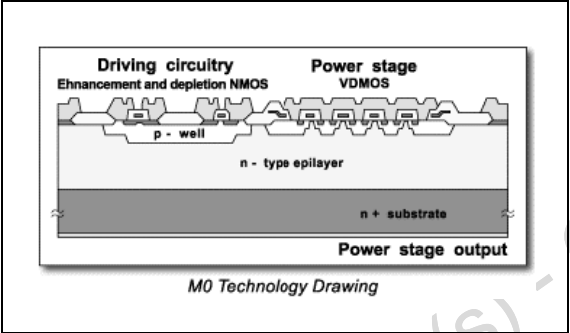 Driving circuitry
Power stage
Ehnancement and depletion NMOS
VDMOS
p - well
n - type epilayer
n + substrate
Power stage output
M0 Technology Drawing
(s) -